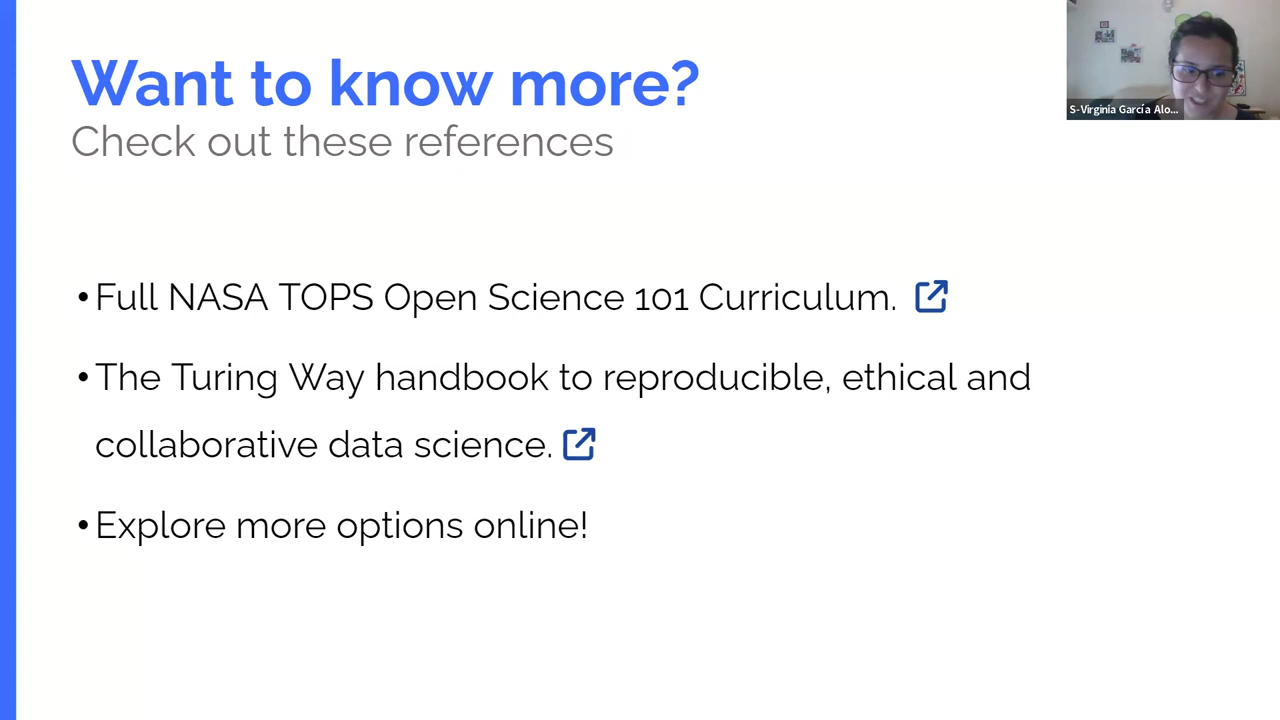 Want to know more?
Check out these references
S-Virginia García Alo...
• Full NASA TOPS Open Science 101 Curriculum.
• The Turing Way handbook to reproducible, ethical and
collaborative data science.
• Explore more options online!